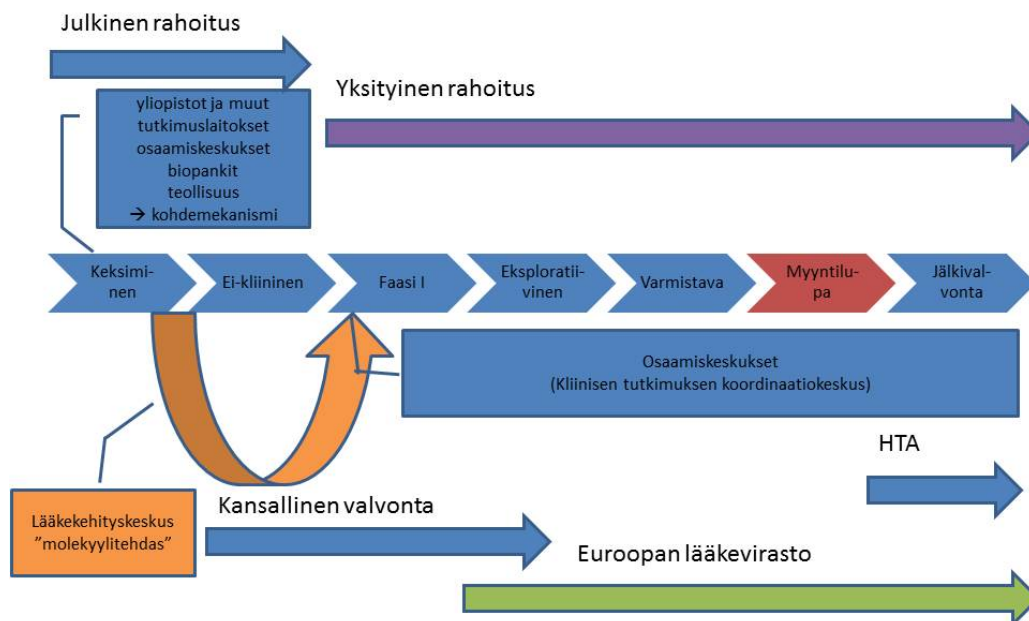 Julkinen rahoitus
yliopistot ja muut
tutkimuslaitokset
osaamiskeskukset
biopankit
teollisuus
→ kohdemekanismi
Yksityinen rahoitus
Keksimi-
nen
Ei-kliininen
Faasi I
Eksploratii-
vinen
Varmistava
Myyntilu-
pa
Jälkival-
vonta
Osaamiskeskukset
(Kliinisen tutkimuksen koordinaatiokeskus)
HTA
Lääkekehityskeskus
”molekyylitehdas”
Kansallinen valvonta
Euroopan lääkevirasto